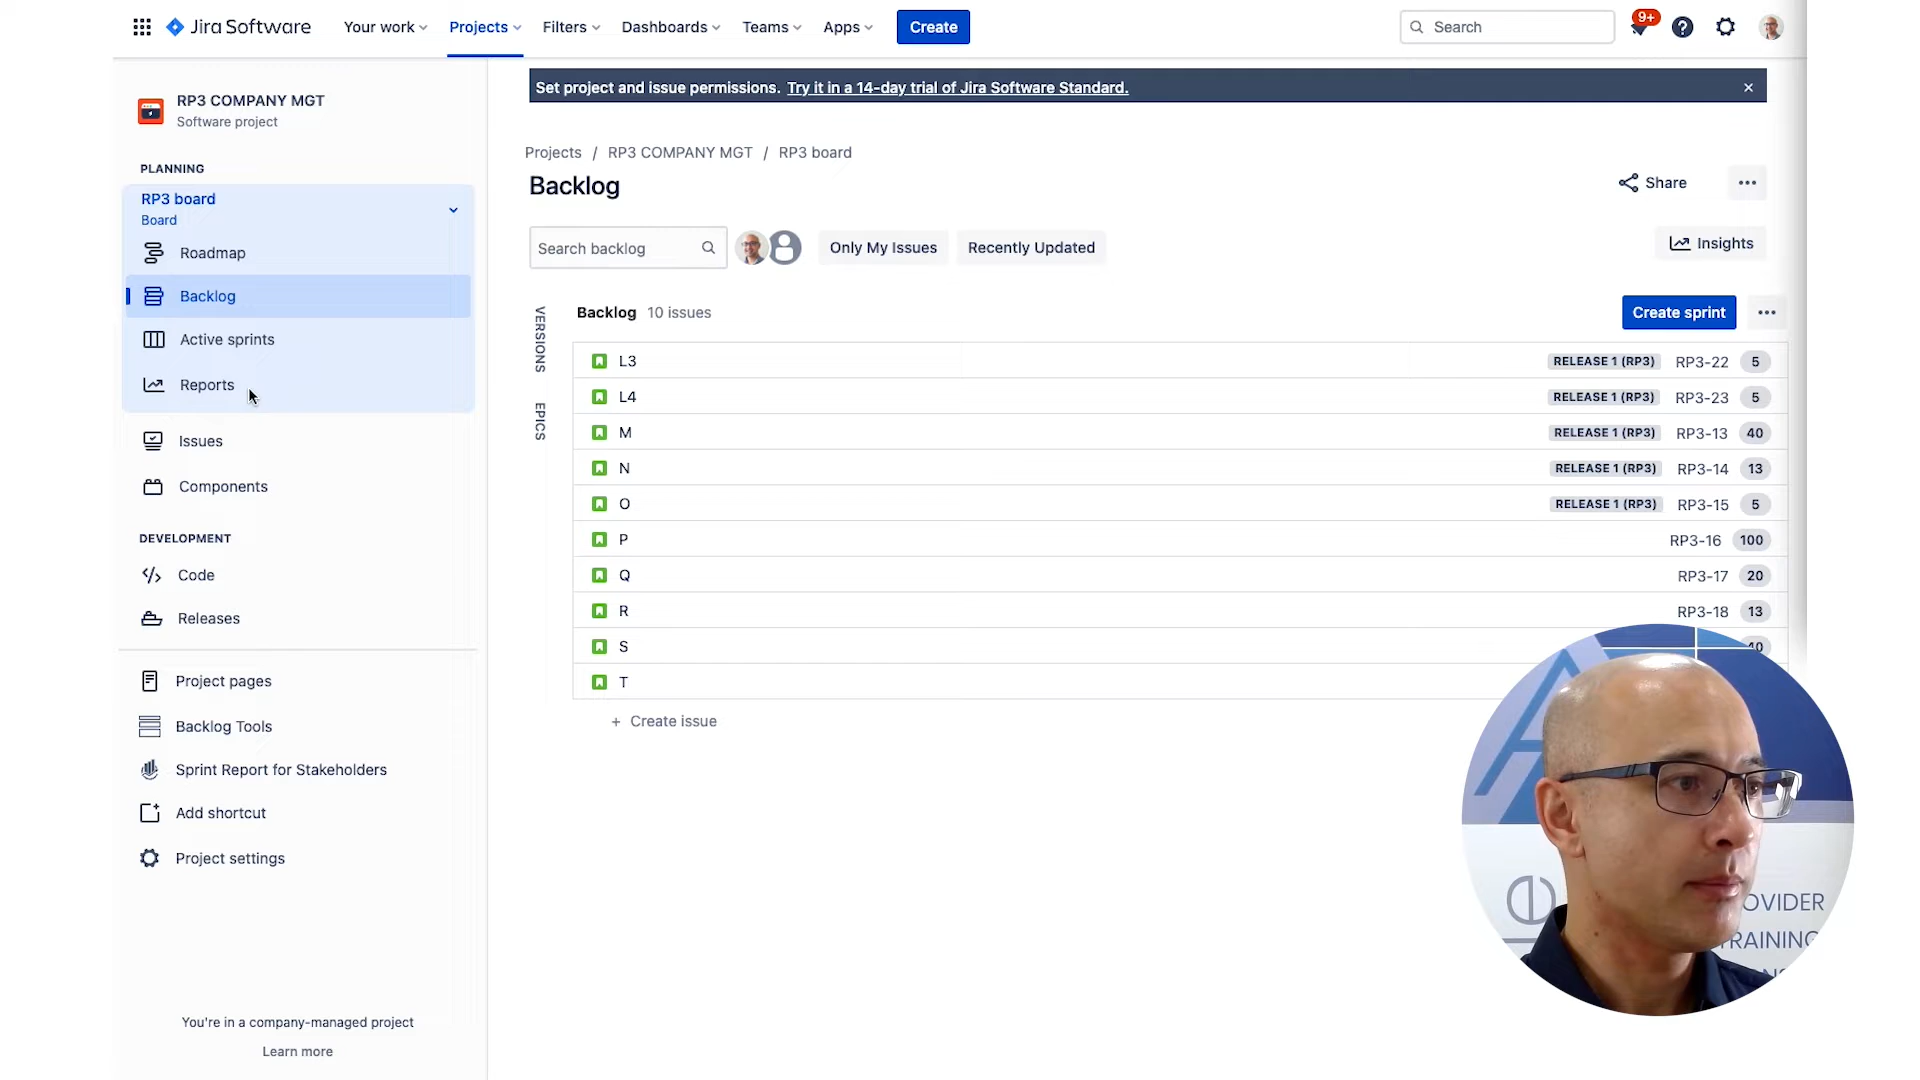 Jira Software Your work Projects Filters Dashboards Teams Apps Create Search 9+
RP3 COMPANY MGT
Software project
PLANNING
RP3 board
Board
Roadmap
Backlog
Active sprints
Reports
Issues
Components
DEVELOPMENT
Code
Releases
Project pages
Backlog Tools
Sprint Report for Stakeholders
Add shortcut
Project settings
You're in a company-managed project
Learn more
Set project and issue permissions. Try it in a 14-day trial of Jira Software Standard.
Projects / RP3 COMPANY MGT / RP3 board
Backlog
Share
Search backlog Only My Issues Recently Updated Insights
VERSIONS
EPICS
Backlog 10 issues Create sprint
L3 RELEASE 1 (RP3) RP3-22 5
L4 RELEASE 1 (RP3) RP3-23 5
M RELEASE 1 (RP3) RP3-13 40
N RELEASE 1 (RP3) RP3-14 13
O RELEASE 1 (RP3) RP3-15 5
P RP3-16 100
Q RP3-17 20
R RP3-18 13
S 40
T
+ Create issue
OVIDER
RAINING